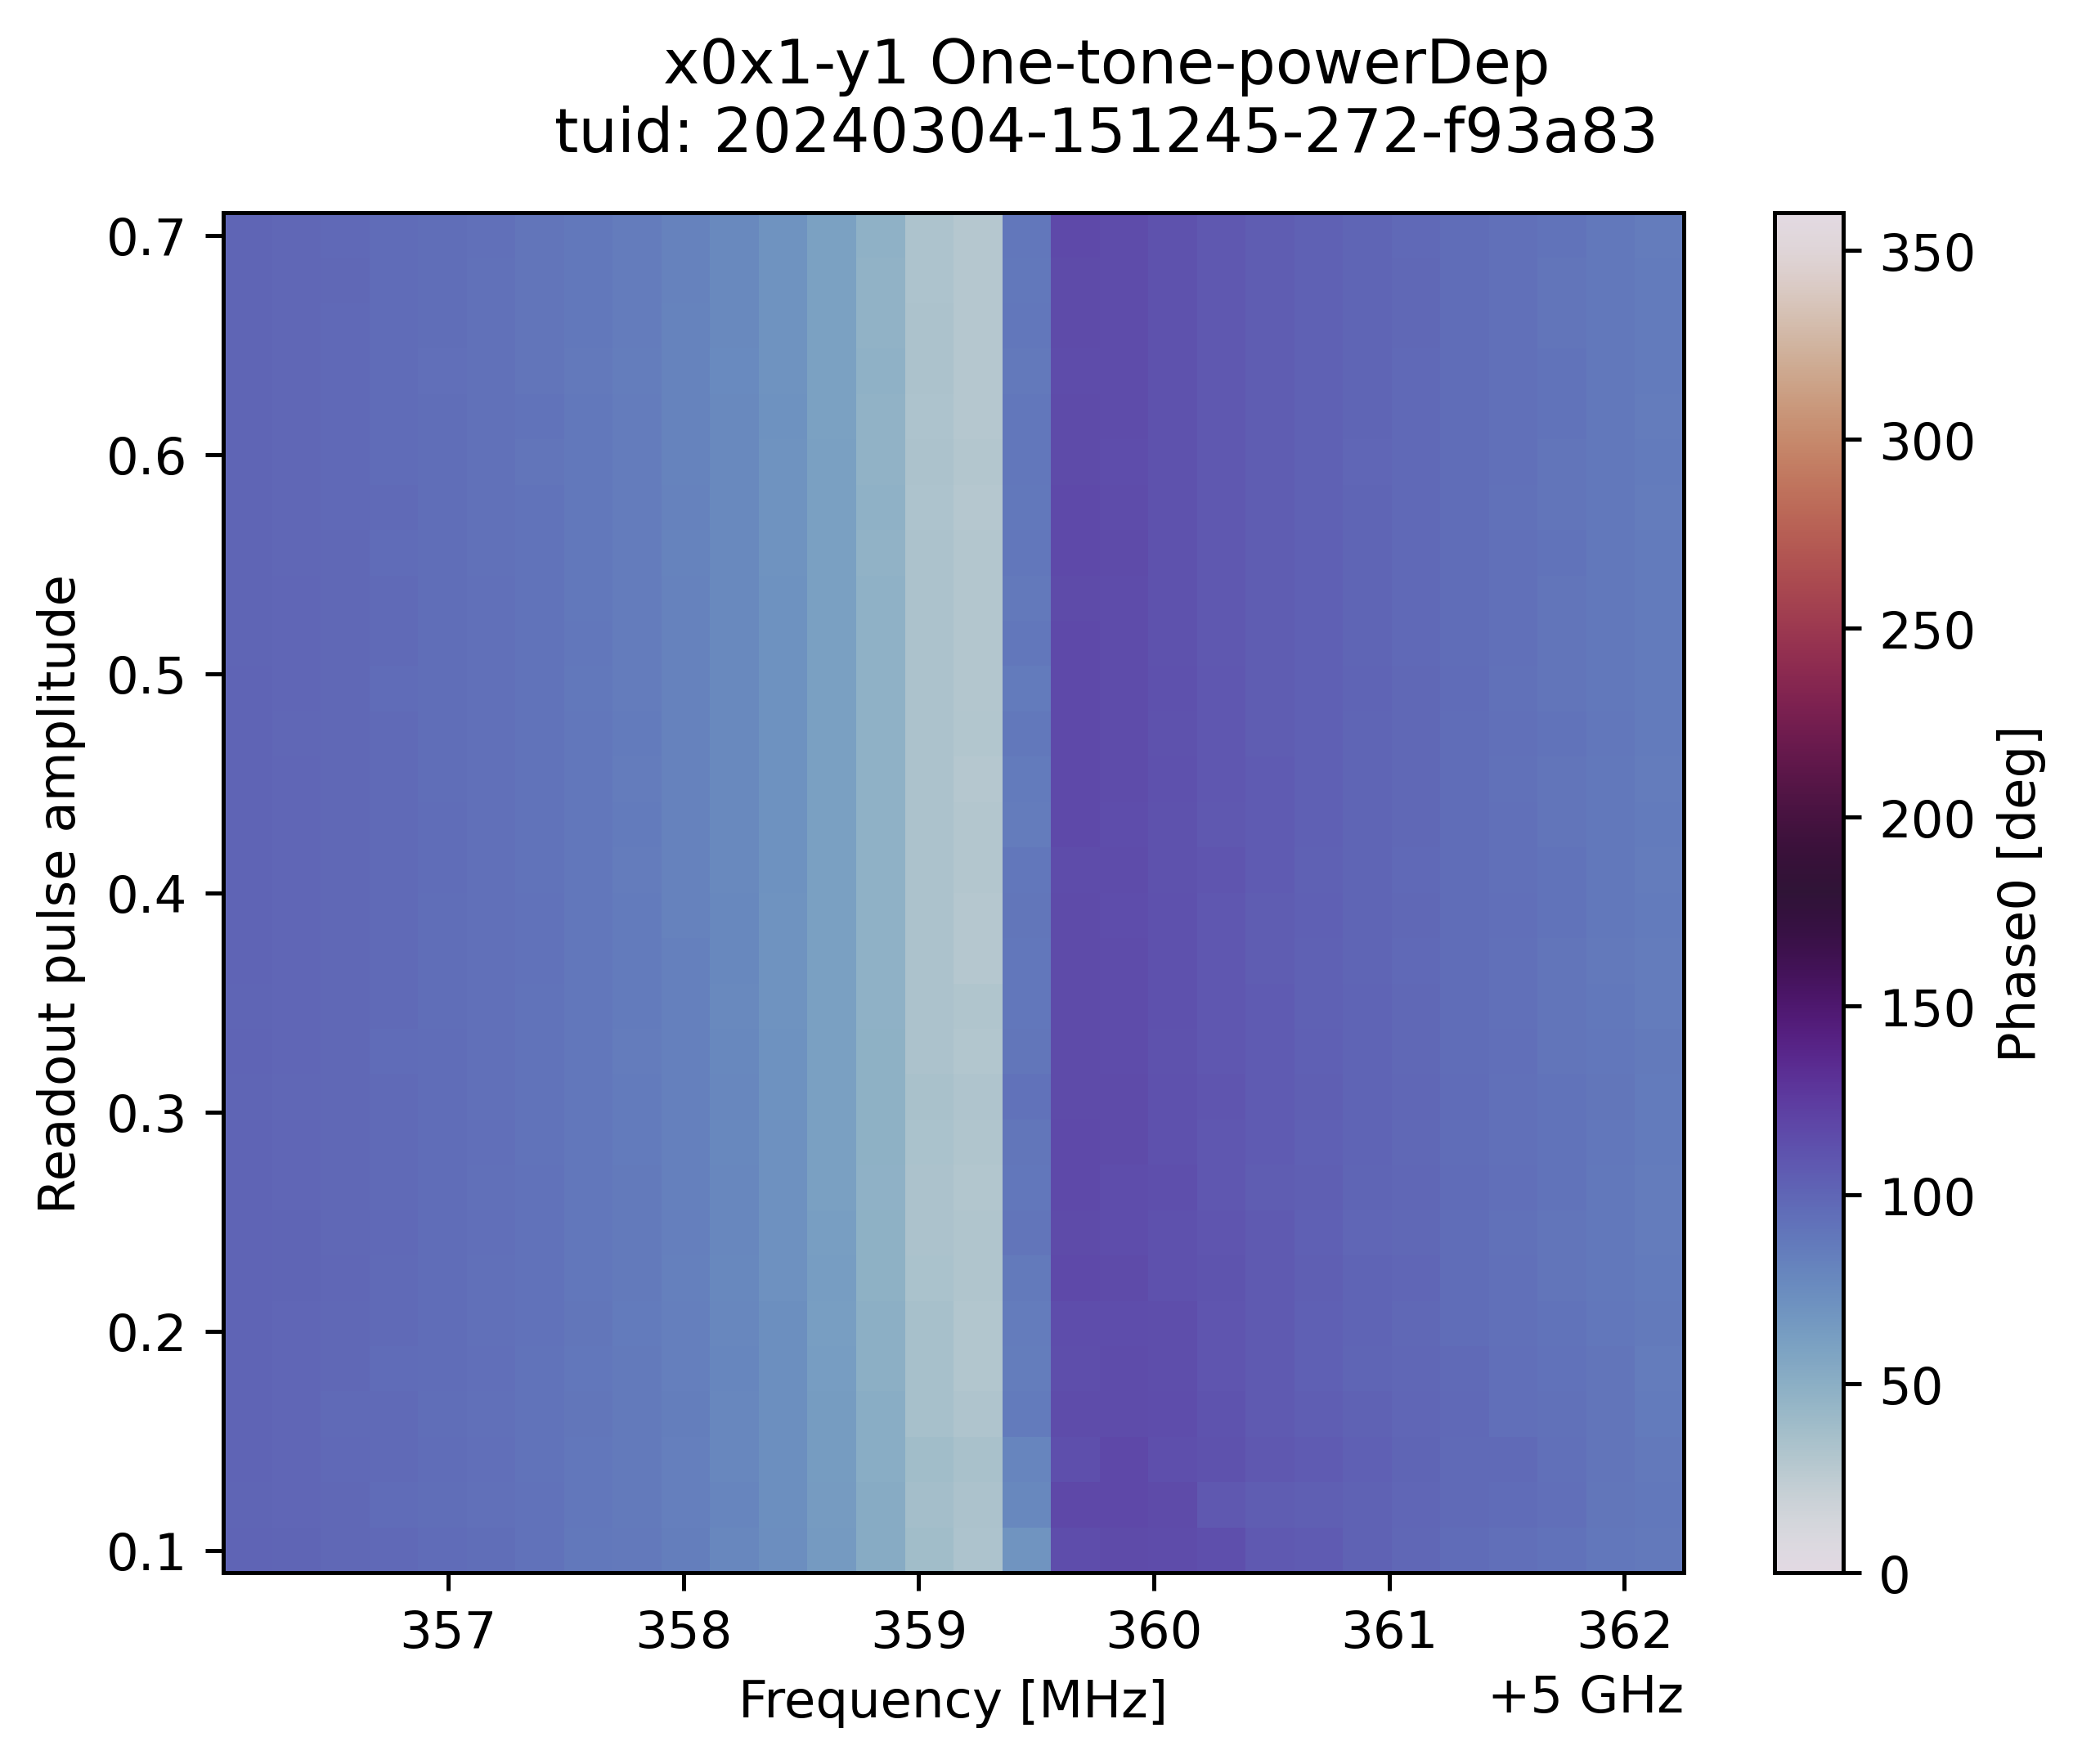 x0x1-y1 One-tone-powerDep
tuid: 20240304-151245-272-f93a83
Readout pulse amplitude
0.7
0.6
0.5
0.4
0.3
0.2
0.1
357 358 359 360 361 362
Frequency [MHz]
+5 GHz
350
300
250
200
150
100
50
0
Phase0 [deg]